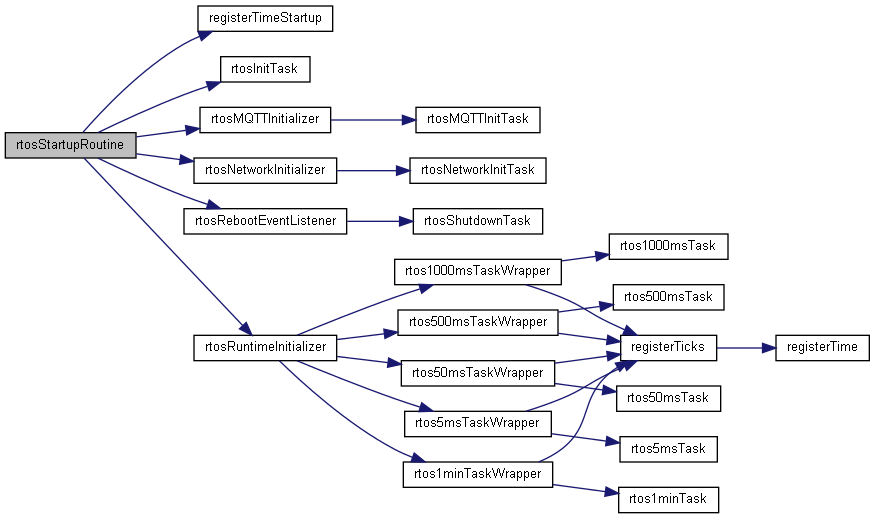 registerTimeStartup
rtosInitTask
rtosMQTTInitializer
rtosMQTTInitTask
rtosStartupRoutine
rtosNetworkInitializer
rtosNetworkInitTask
rtosRebootEventListener
rtosShutdownTask
rtos1000msTask
rtos1000msTaskWrapper
rtos500msTask
rtos500msTaskWrapper
rtosRuntimeInitializer
registerTicks
registerTime
rtos50msTaskWrapper
rtos50msTask
rtos5msTaskWrapper
rtos5msTask
rtos1minTaskWrapper
rtos1minTask